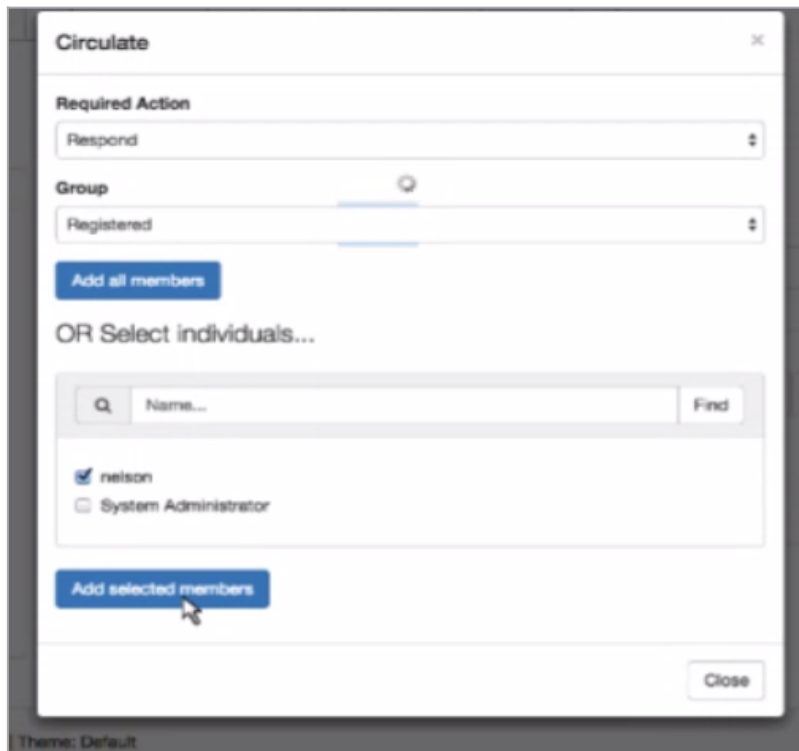 Circulate
×
Required Action
Respond
Group
Registered
Add all members
OR Select individuals...
Name... Find
nelson
System Administrator
Add selected members
Close
| Theme: Default